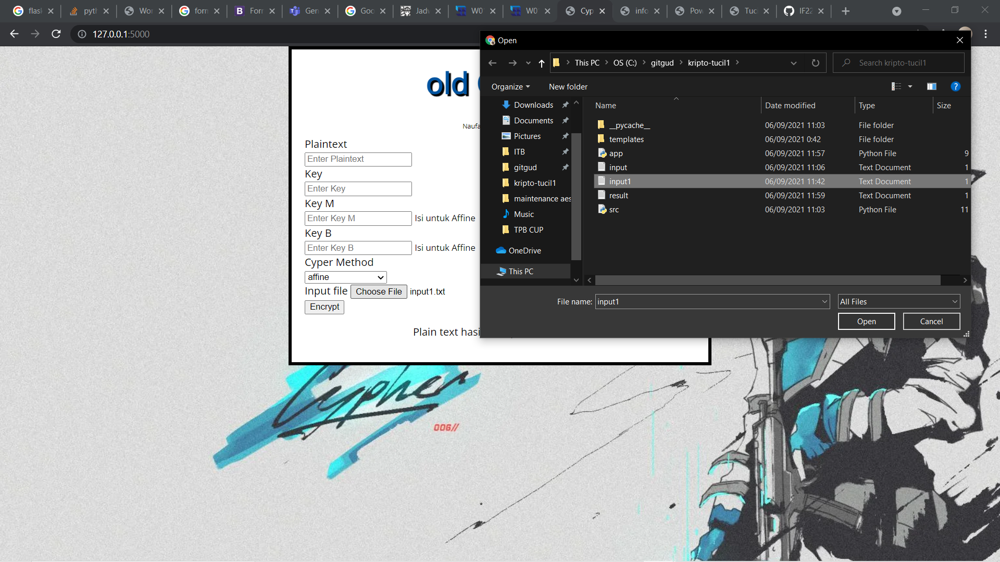 flas
pyth
Wor
form
B Forr
Gen
Goo
Jadw
W0
W0
Cyp
info
Pow
Tuci
IF22
127.0.0.1:5000
Open
This PC > OS (C:) > gitgud > kripto-tucil1 >
Search kripto-tucil1
Organize
New folder
?
Downloads
Documents
Pictures
ITB
gitgud
kripto-tucil1
maintenance aes
Music
TPB CUP
OneDrive
This PC
Name Date modified Type Size
__pycache__ 06/09/2021 11:03 File folder
templates 06/09/2021 0:42 File folder
app 06/09/2021 11:57 Python File 9
input 06/09/2021 11:06 Text Document 1
input1 06/09/2021 11:42 Text Document 1
result 06/09/2021 11:59 Text Document 1
src 06/09/2021 11:03 Python File 11
File name: input1
All Files
Open Cancel
old
Naufa
Plaintext
Enter Plaintext
Key
Enter Key
Key M
Enter Key M Isi untuk Affine
Key B
Enter Key B Isi untuk Affine
Cyper Method
affine
Input file Choose File input1.txt
Encrypt
Plain text hasi
Cypher
006//